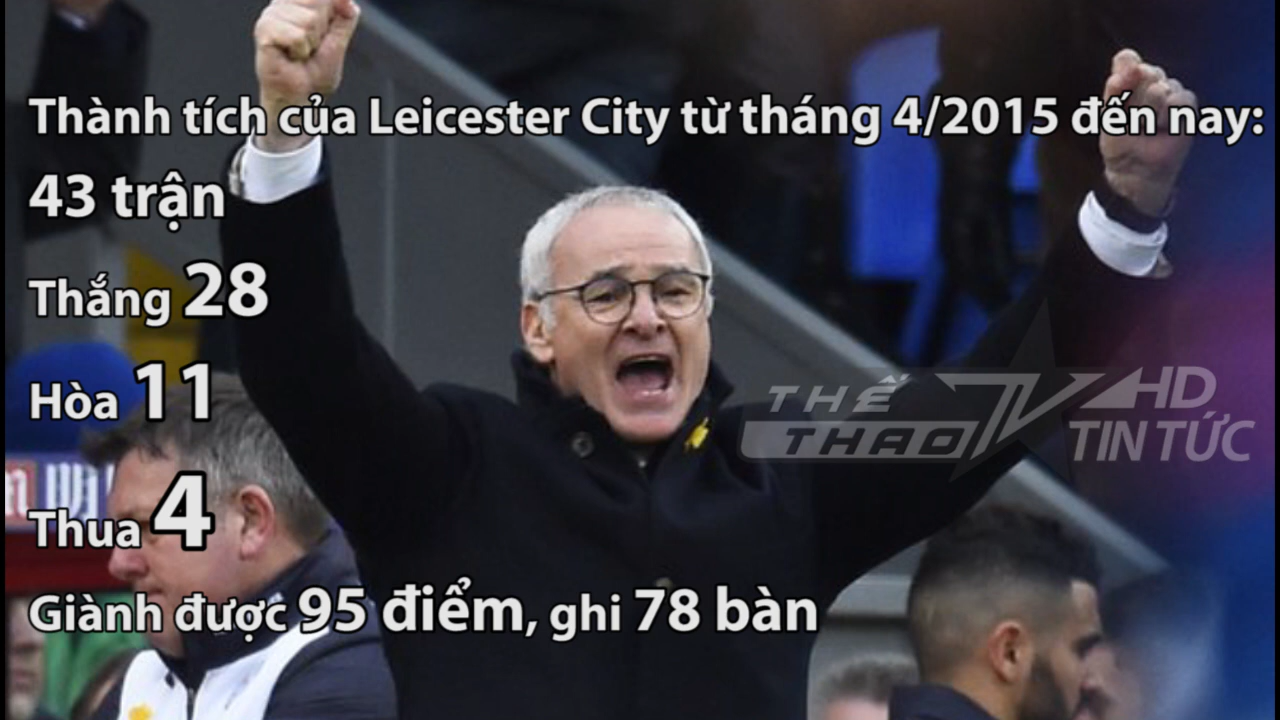 Thành tích của Leicester City từ tháng 4/2015 đến nay:
43 trận
Thắng 28
Hòa 11
Thua 4
Giành được 95 điểm, ghi 78 bàn
THỂ THAO TV HD
TIN TỨC